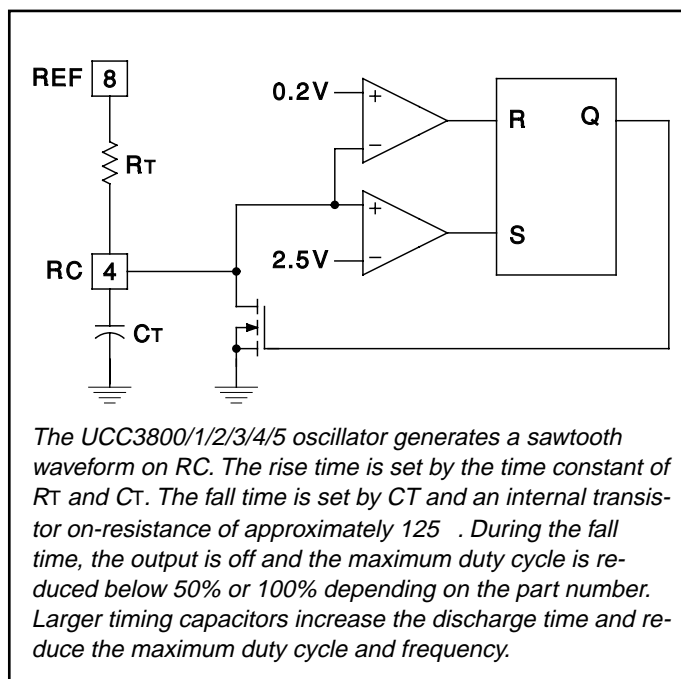 REF 8
0.2V
+
−
R Q
RT
+
−
S
RC 4
2.5V
CT
The UCC3800/1/2/3/4/5 oscillator generates a sawtooth
waveform on RC. The rise time is set by the time constant of
RT and CT. The fall time is set by CT and an internal transis-
tor on-resistance of approximately 125 . During the fall
time, the output is off and the maximum duty cycle is re-
duced below 50% or 100% depending on the part number.
Larger timing capacitors increase the discharge time and re-
duce the maximum duty cycle and frequency.